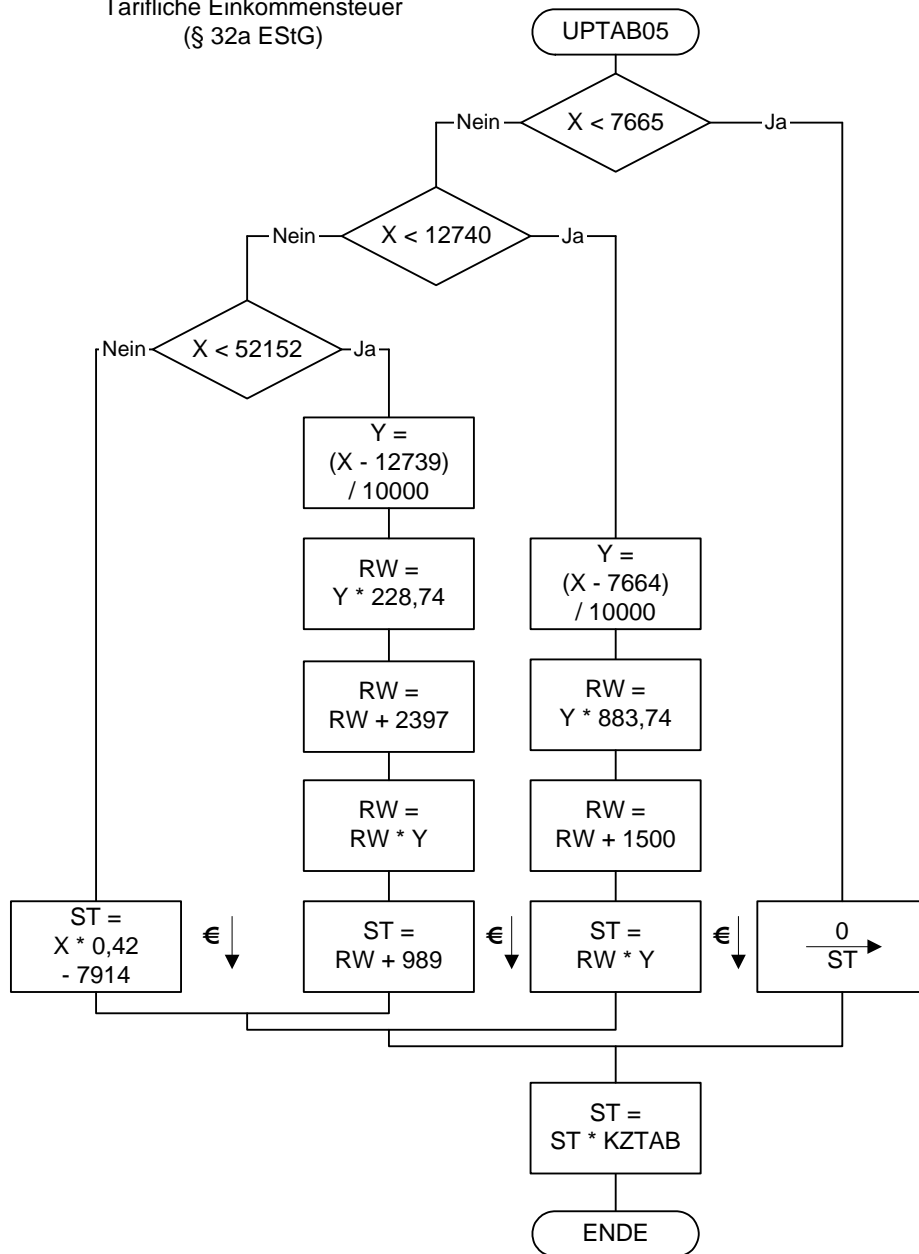 Tarifliche Einkommensteuer
(§ 32a EStG)
UPTAB05
X < 7665
Nein
Ja
X < 12740
Nein
Ja
X < 52152
Nein
Ja
Y =
(X - 12739)
/ 10000
RW =
Y * 228,74
RW =
RW + 2397
RW =
RW * Y
Y =
(X - 7664)
/ 10000
RW =
Y * 883,74
RW =
RW + 1500
ST =
X * 0,42
- 7914
€
ST =
RW + 989
€
ST =
RW * Y
€
0
ST
ST =
ST * KZTAB
ENDE